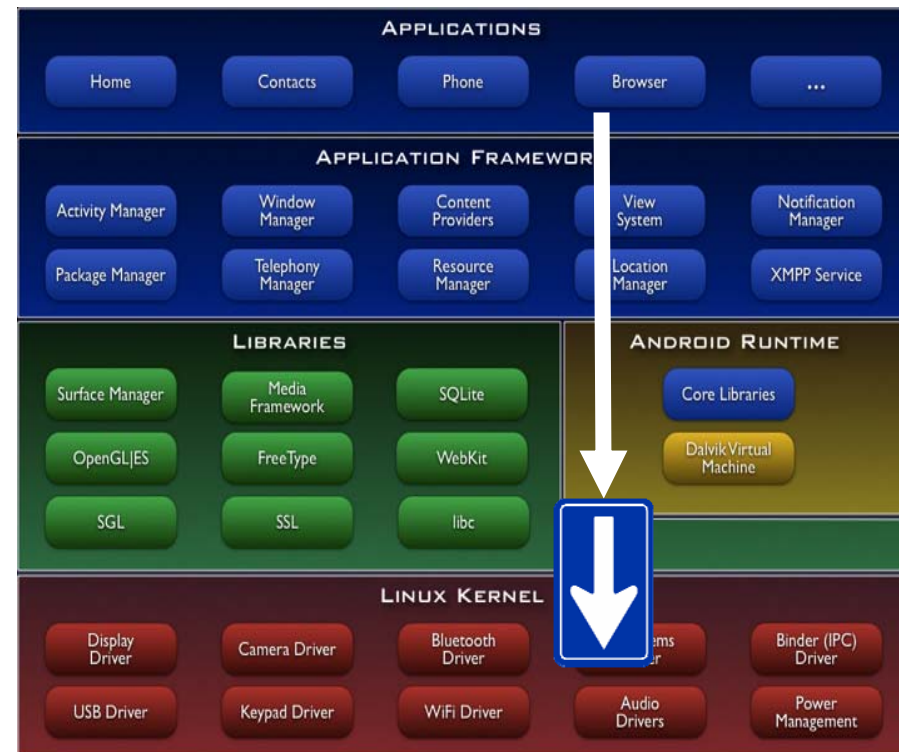 APPLICATIONS
Home
Contacts
Phone
Browser
...
APPLICATION FRAMEWOR
Activity Manager
Window
Manager
Content
Providers
View
System
Notification
Manager
Package Manager
Telephony
Manager
Resource
Manager
Location
Manager
XMPP Service
LIBRARIES
Surface Manager
Media
Framework
SQLite
OpenGL|ES
FreeType
WebKit
SGL
SSL
libc
ANDROID RUNTIME
Core Libraries
Dalvik Virtual
Machine
LINUX KERNEL
Display
Driver
Camera Driver
Bluetooth
Driver
Binder (IPC)
Driver
USB Driver
Keypad Driver
WiFi Driver
Audio
Drivers
Power
Management